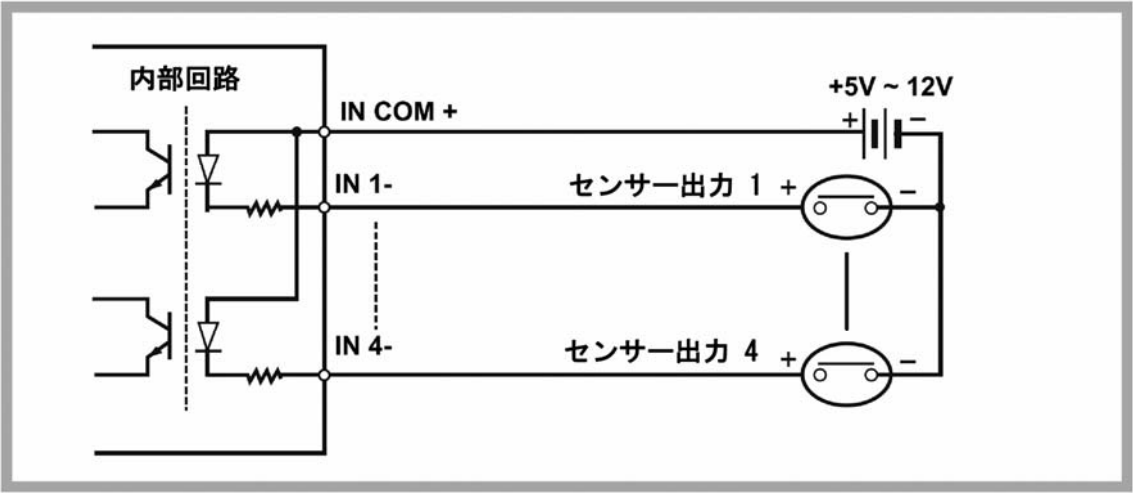 内部回路
+5V ~ 12V
IN COM +
+ −
IN 1-
センサー出力 1 + −
IN 4-
センサー出力 4 + −